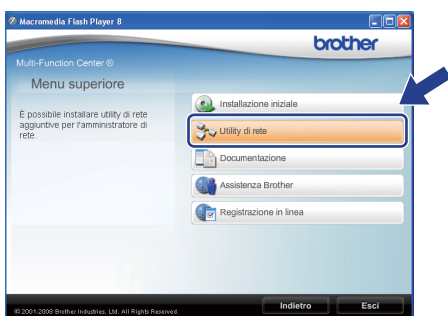 Macromedia Flash Player 8
brother
Multi-Function Center ®
Menu superiore
È possibile installare utility di rete
aggiuntive per l'amministratore di
rete.
Installazione iniziale
Utility di rete
Documentazione
Assistenza Brother
Registrazione in linea
© 2001-2008 Brother Industries, Ltd. All Rights Reserved.
Indietro
Esci